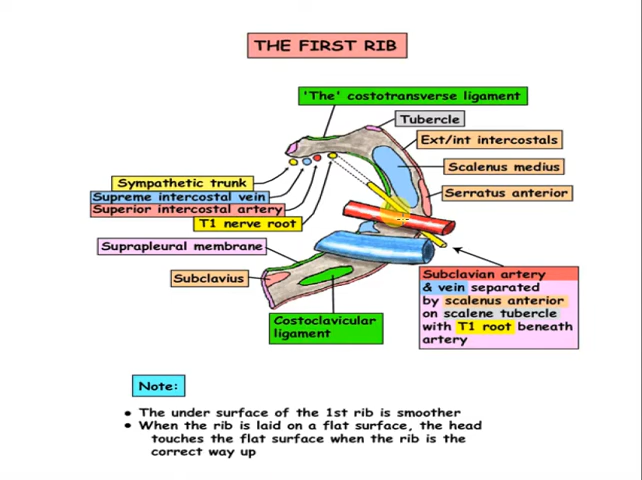 THE FIRST RIB
'The' costotransverse ligament
Tubercle
Ext/int intercostals
Scalenus medius
Serratus anterior
Sympathetic trunk
Supreme intercostal vein
Superior intercostal artery
T1 nerve root
Suprapleural membrane
Subclavius
Costoclavicular
ligament
Subclavian artery
& vein separated
by scalenus anterior
on scalene tubercle
with T1 root beneath
artery
Note:
• The under surface of the 1st rib is smoother
• When the rib is laid on a flat surface, the head
touches the flat surface when the rib is the
correct way up